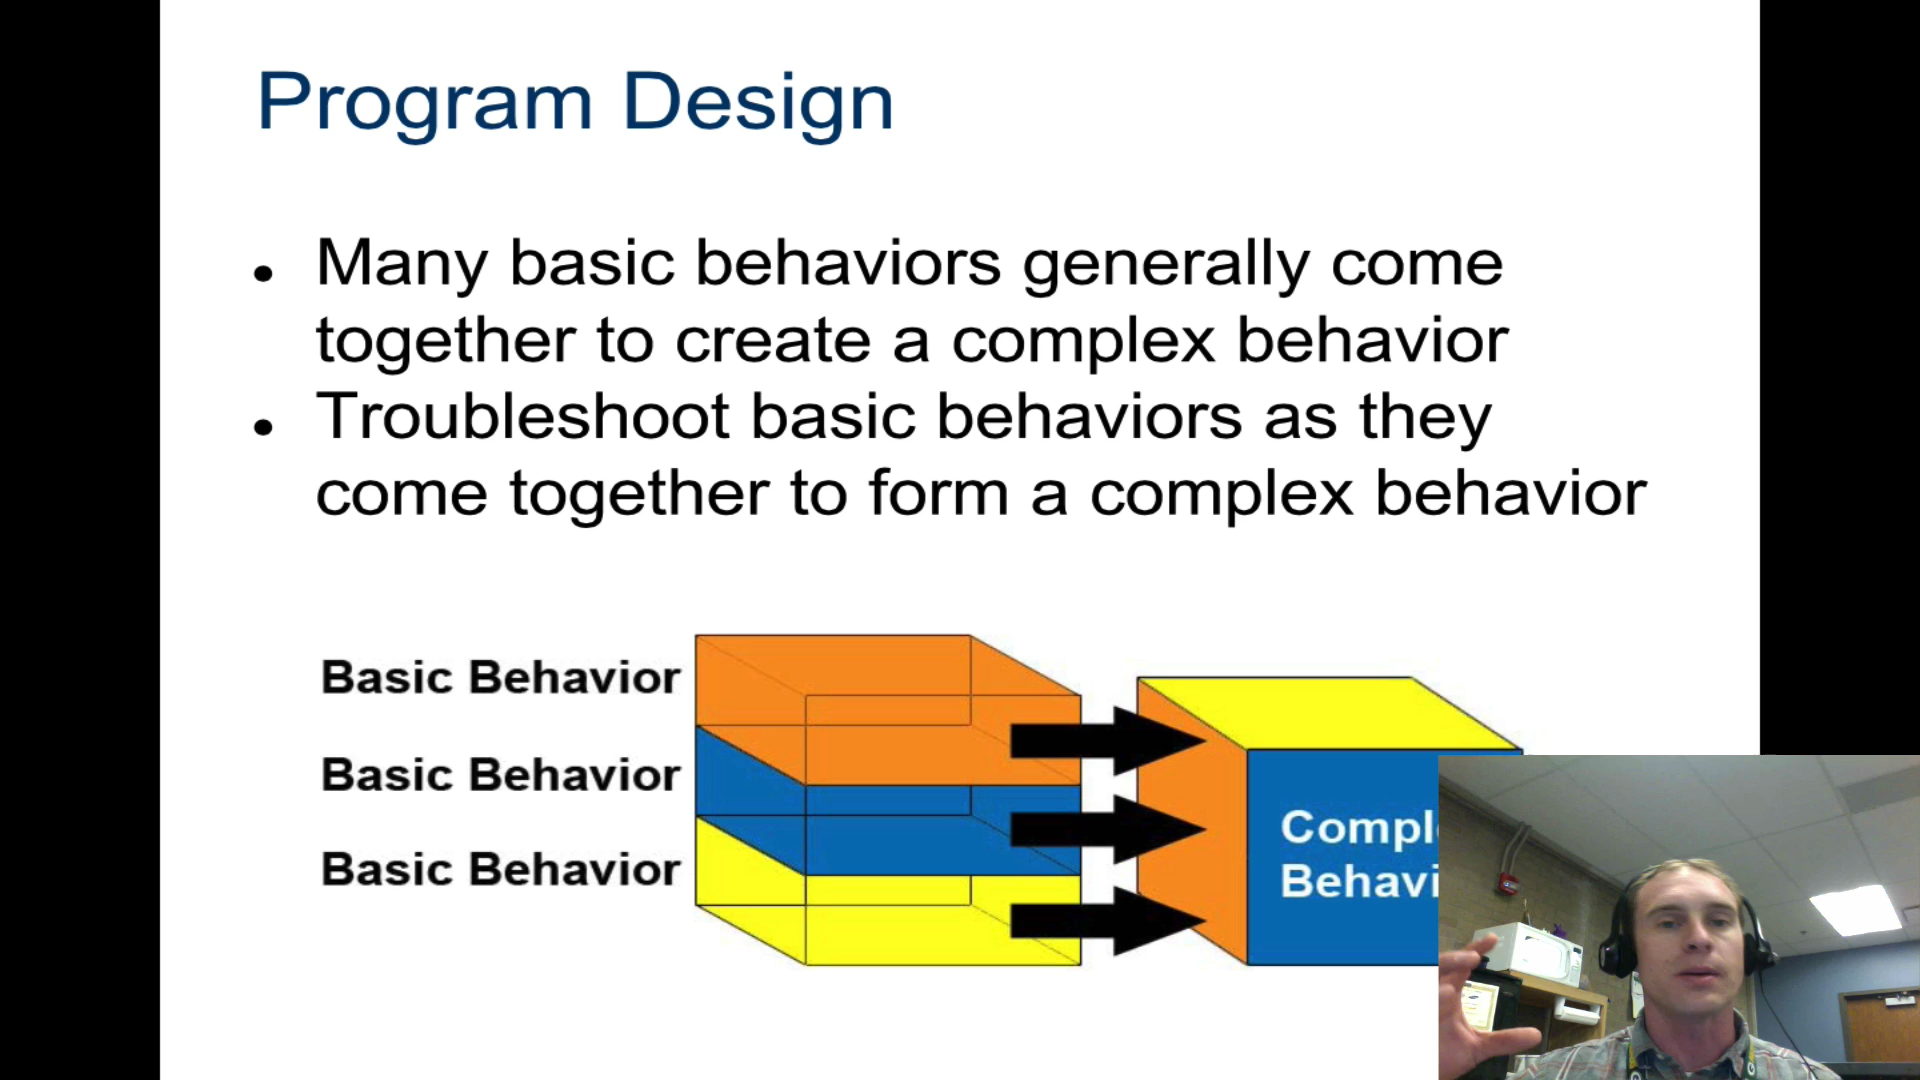 Program Design
• Many basic behaviors generally come
together to create a complex behavior
• Troubleshoot basic behaviors as they
come together to form a complex behavior
Basic Behavior
Basic Behavior
Basic Behavior
Compl
Behavi